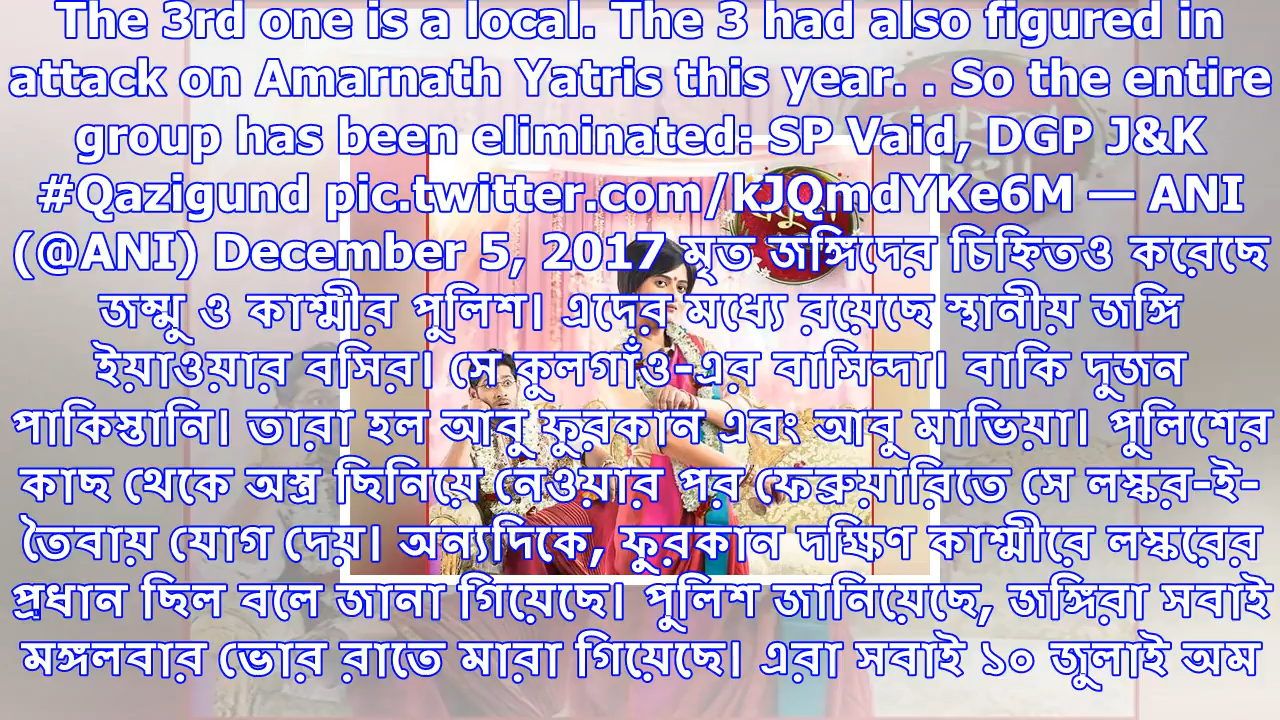 The 3rd one is a local. The 3 had also figured in
attack on Amarnath Yatris this year. . So the entire
group has been eliminated: SP Vaid, DGP J&K
#Qazigund pic.twitter.com/kJQmdYKe6M — ANI
(@ANI) December 5, 2017 মৃত জঙ্গিদের চিহ্নিতও করেছে
জম্মু ও কাশ্মীর পুলিশ। এদের মধ্যে রয়েছে স্থানীয় জঙ্গি
ইয়াওয়ার বসির। সে কুলগাঁও-এর বাসিন্দা। বাকি দুজন
পাকিস্তানি। তারা হল আবু ফুরকান এবং আবু মাভিয়া। পুলিশের
কাছ থেকে অস্ত্র ছিনিয়ে নেওয়ার পর ফেব্রুয়ারিতে সে লস্কর-ই-
তৈবায় যোগ দেয়। অন্যদিকে, ফুরকান দক্ষিণ কাশ্মীরে লস্করের
প্রধান ছিল বলে জানা গিয়েছে। পুলিশ জানিয়েছে, জঙ্গিরা সবাই
মঙ্গলবার ভোর রাতে মারা গিয়েছে। এরা সবাই ১০ জুলাই অম